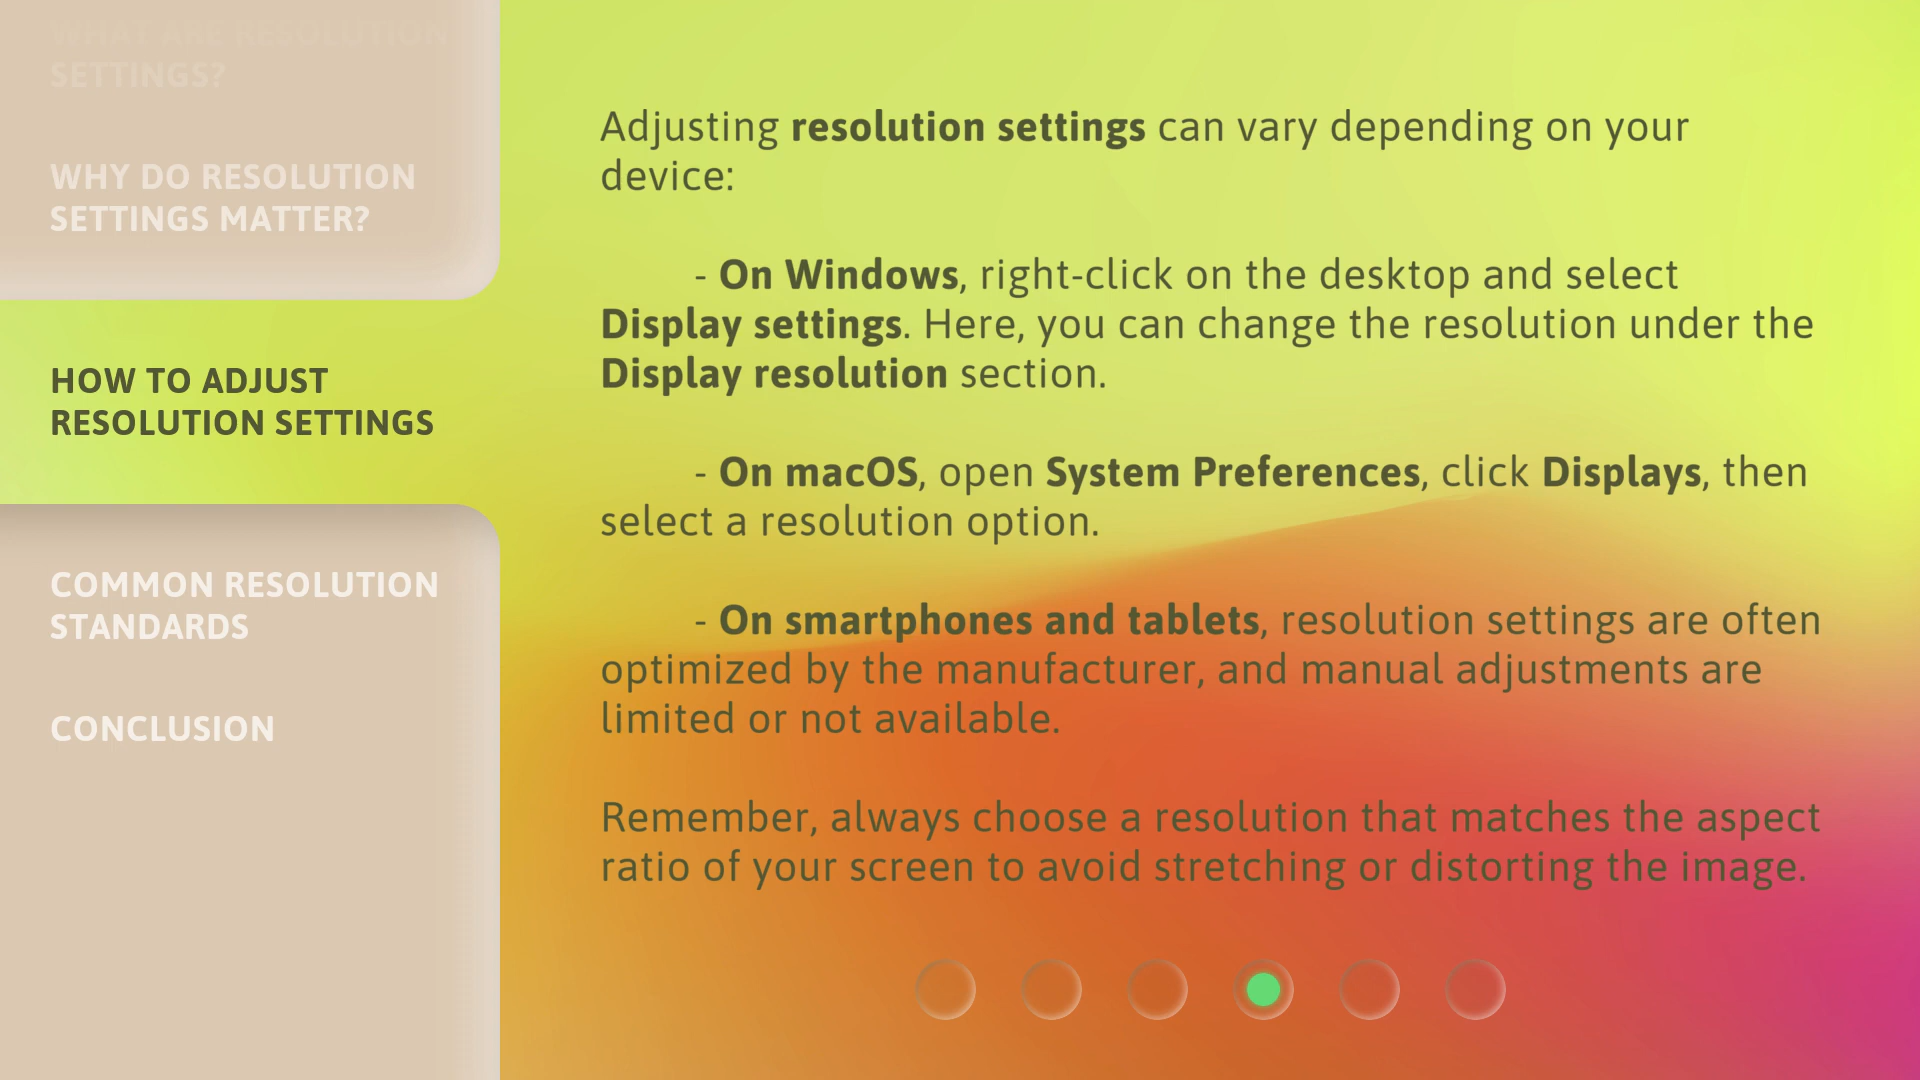 WHAT ARE RESOLUTION
SETTINGS?
WHY DO RESOLUTION
SETTINGS MATTER?
HOW TO ADJUST
RESOLUTION SETTINGS
COMMON RESOLUTION
STANDARDS
CONCLUSION
Adjusting resolution settings can vary depending on your
device:
- On Windows, right-click on the desktop and select
Display settings. Here, you can change the resolution under the
Display resolution section.
- On macOS, open System Preferences, click Displays, then
select a resolution option.
- On smartphones and tablets, resolution settings are often
optimized by the manufacturer, and manual adjustments are
limited or not available.
Remember, always choose a resolution that matches the aspect
ratio of your screen to avoid stretching or distorting the image.